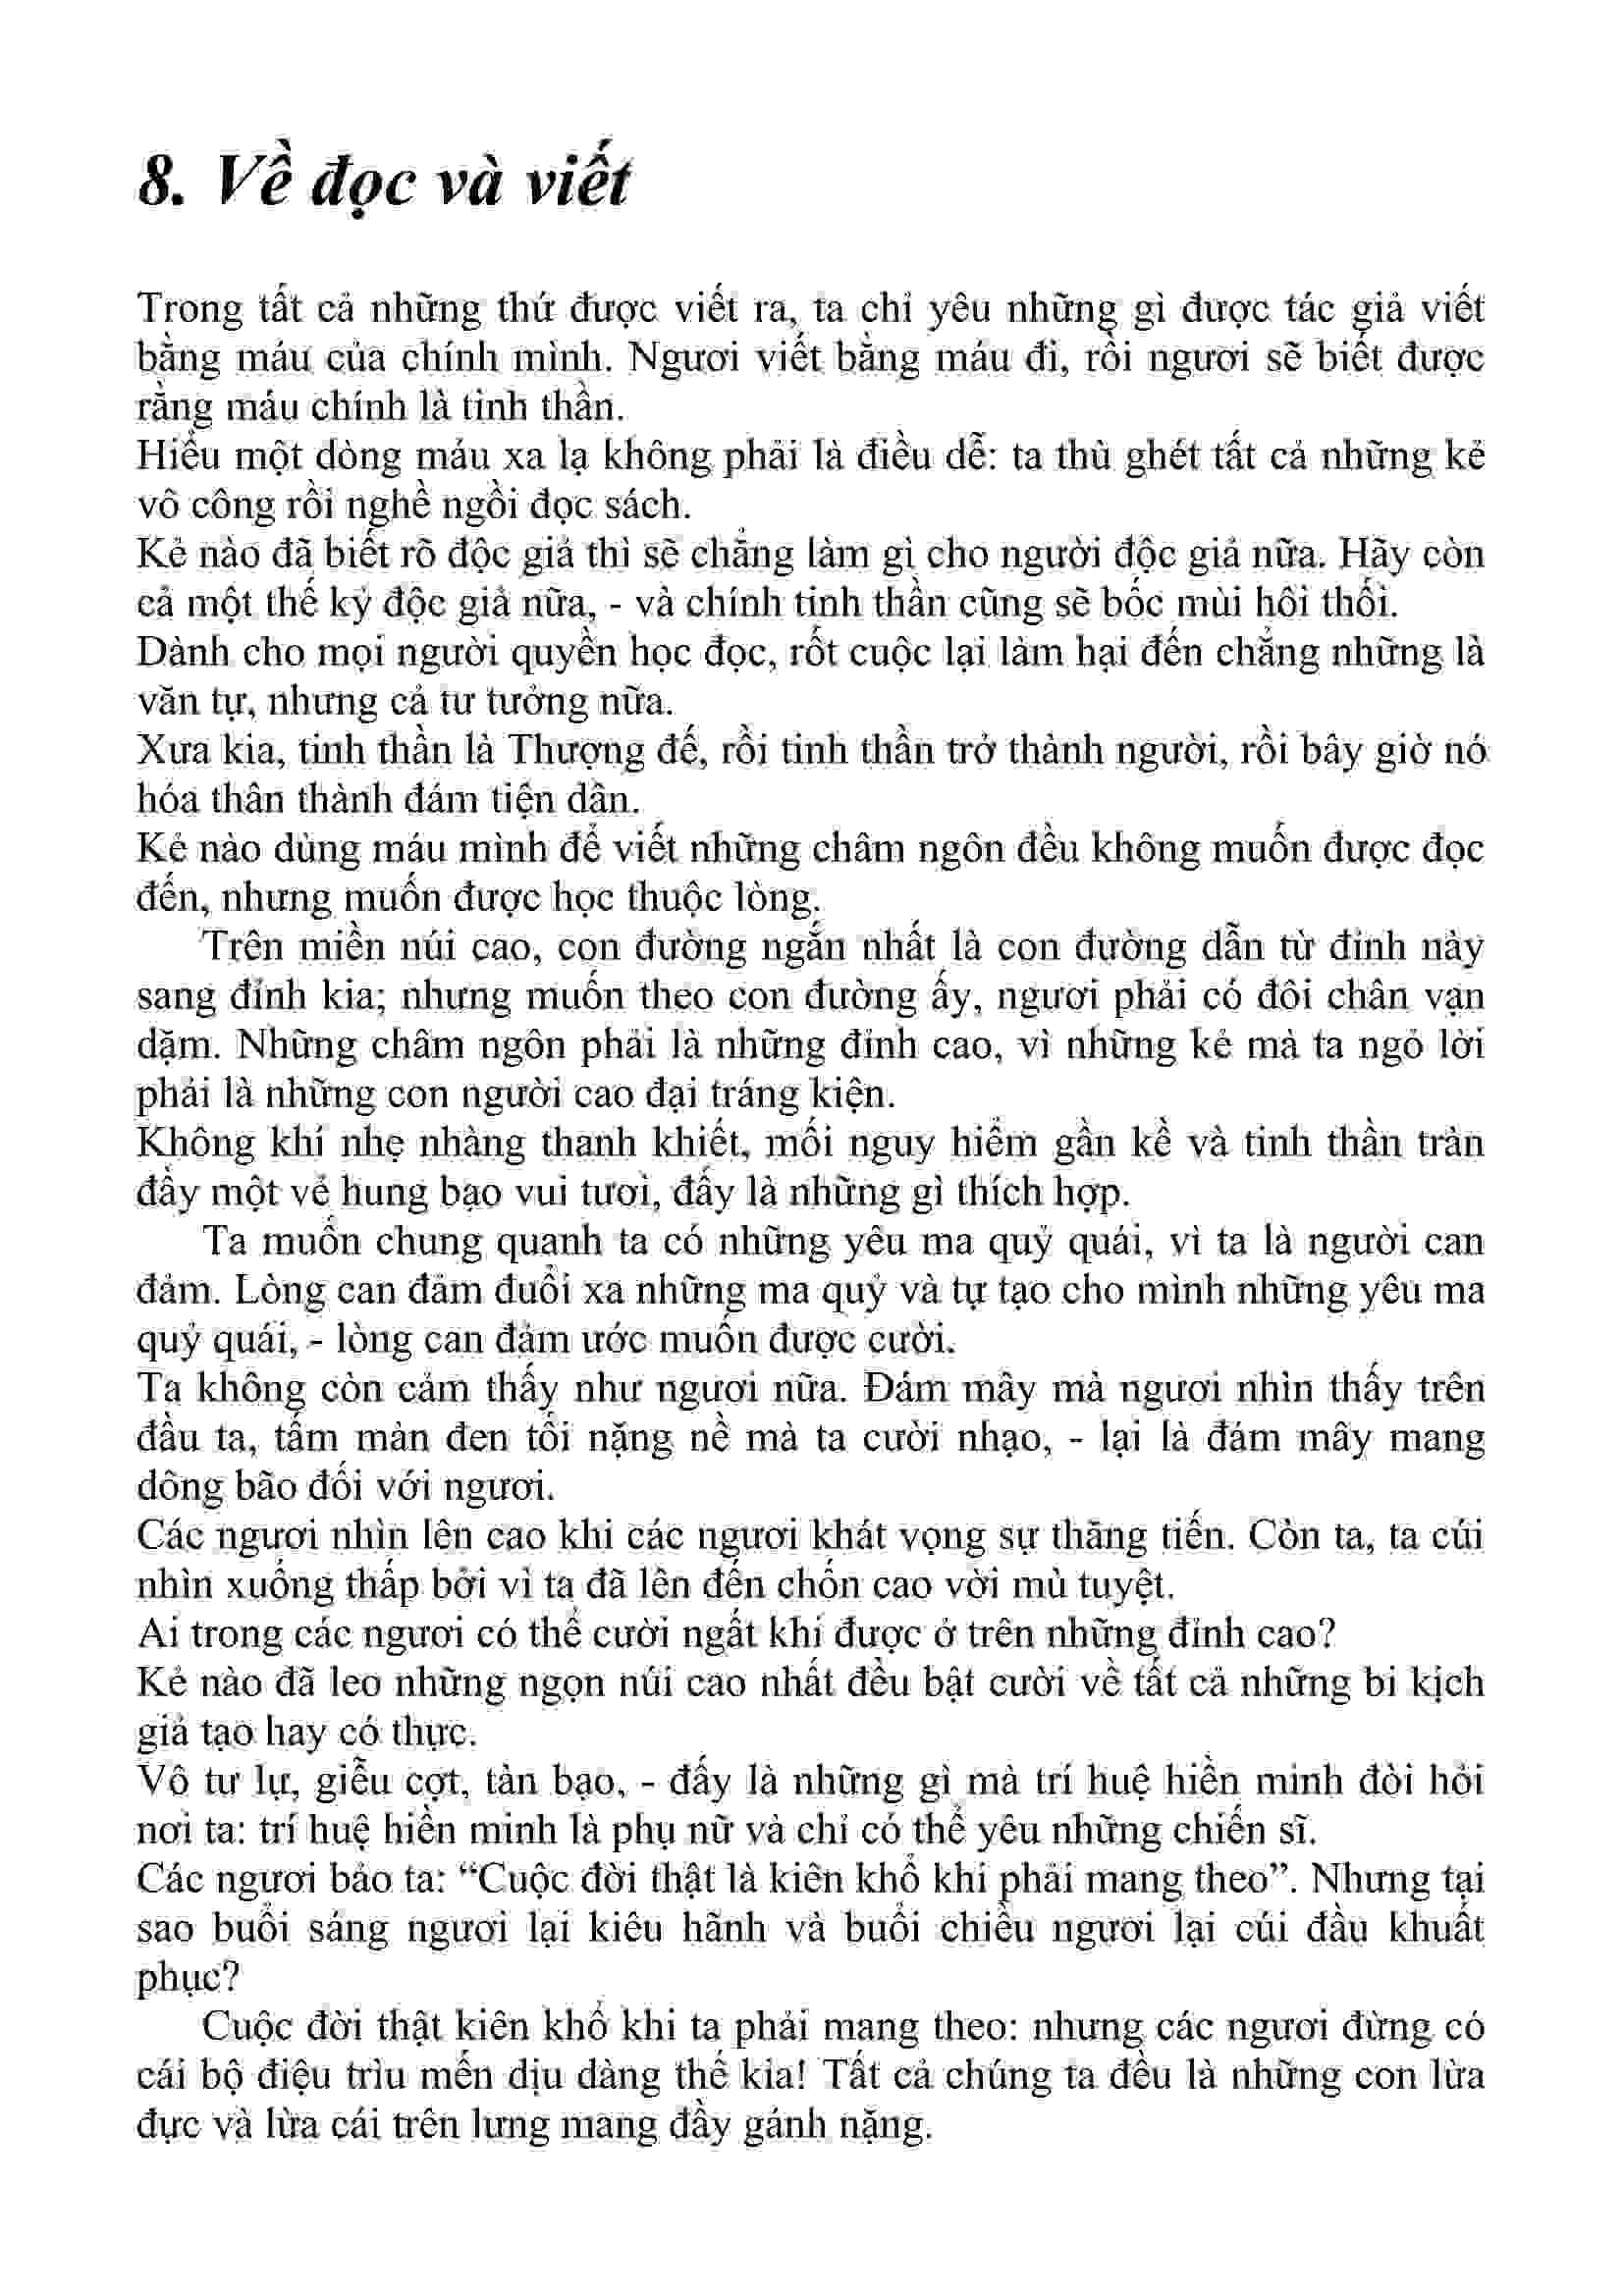 8. Về đọc và viết
Trong tất cả những thứ được viết ra, ta chỉ yêu những gì được tác giả viết
bằng máu của chính mình. Ngươi viết bằng máu đi, rồi ngươi sẽ biết được
rằng máu chính là tinh thần.
Hiểu một dòng máu xa lạ không phải là điều dễ: ta thù ghét tất cả những kẻ
vô công rồi nghề ngồi đọc sách.
Kẻ nào đã biết rõ độc giả thì sẽ chẳng làm gì cho người độc giả nữa. Hãy còn
cả một thế kỷ độc giả nữa, - và chính tinh thần cũng sẽ bốc mùi hôi thối.
Dành cho mọi người quyền học đọc, rốt cuộc lại làm hại đến chẳng những là
văn tự, nhưng cả tư tưởng nữa.
Xưa kia, tinh thần là Thượng đế, rồi tinh thần trở thành người, rồi bây giờ nó
hóa thân thành đám tiện dân.
Kẻ nào dùng máu mình để viết những châm ngôn đều không muốn được đọc
đến, nhưng muốn được học thuộc lòng.
Trên miền núi cao, con đường ngắn nhất là con đường dẫn từ đỉnh này
sang đỉnh kia; nhưng muốn theo con đường ấy, ngươi phải có đôi chân vạn
dặm. Những châm ngôn phải là những đỉnh cao, vì những kẻ mà ta ngỏ lời
phải là những con người cao đại tráng kiện.
Không khí nhẹ nhàng thanh khiết, mối nguy hiểm gần kề và tinh thần tràn
đầy một vẻ hung bạo vui tươi, đấy là những gì thích hợp.
Ta muốn chung quanh ta có những yêu ma quỷ quái, vì ta là người can
đảm. Lòng can đảm đuổi xa những ma quỷ và tự tạo cho mình những yêu ma
quỷ quái, - lòng can đảm ước muốn được cười.
Ta không còn cảm thấy như ngươi nữa. Đám mây mà ngươi nhìn thấy trên
đầu ta, tấm màn đen tối nặng nề mà ta cười nhạo, - lại là đám mây mang
dông bão đối với ngươi.
Các ngươi nhìn lên cao khi các ngươi khát vọng sự thăng tiến. Còn ta, ta cúi
nhìn xuống thấp bởi vì ta đã lên đến chốn cao vời mù tuyệt.
Ai trong các ngươi có thể cười ngất khi được ở trên những đỉnh cao?
Kẻ nào đã leo những ngọn núi cao nhất đều bật cười về tất cả những bi kịch
giả tạo hay có thực.
Vô tư lự, giễu cợt, tàn bạo, - đấy là những gì mà trí huệ hiền minh đời hỏi
nơi ta: trí huệ hiền minh là phụ nữ và chỉ có thể yêu những chiến sĩ.
Các ngươi bảo ta: “Cuộc đời thật là kiên khổ khi phải mang theo”. Nhưng tại
sao buổi sáng ngươi lại kiêu hãnh và buổi chiều ngươi lại cúi đầu khuất
phục?
Cuộc đời thật kiên khổ khi ta phải mang theo: nhưng các ngươi đừng có
cái bộ điệu trìu mến dịu dàng thế kia! Tất cả chúng ta đều là những con lừa
đực và lừa cái trên lưng mang đầy gánh nặng.